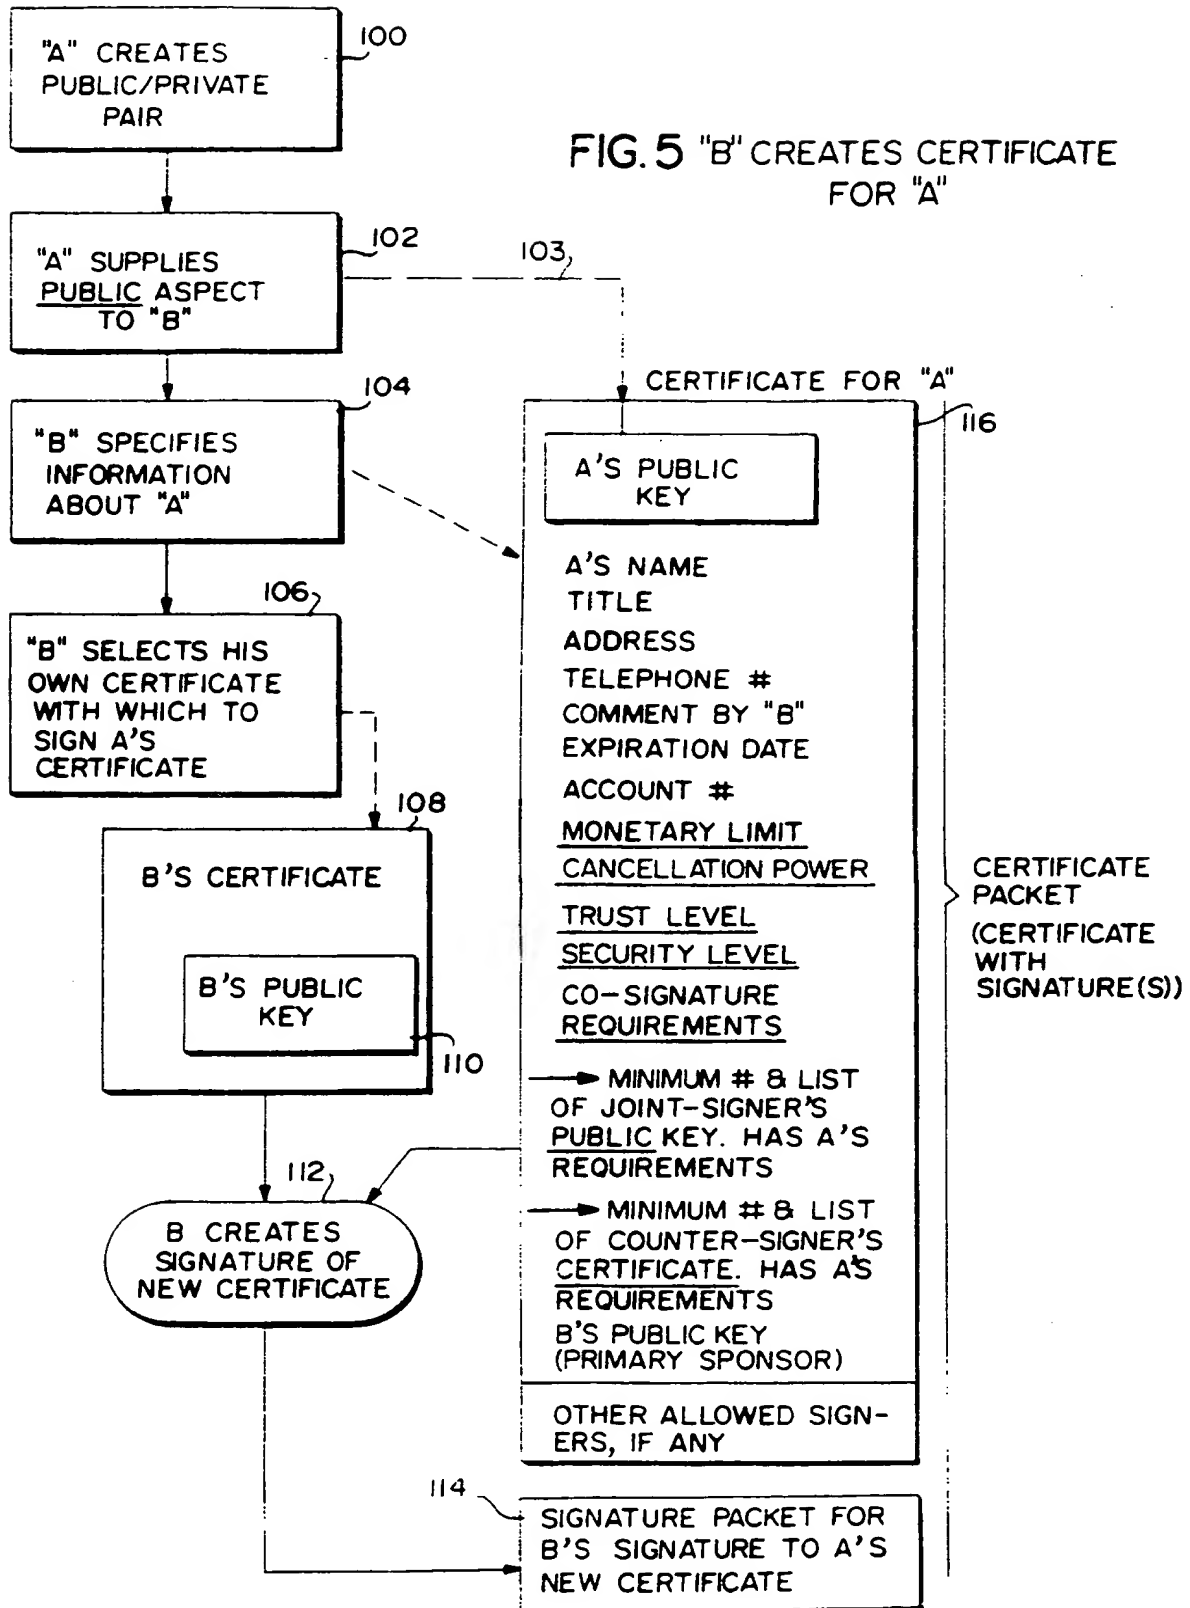 "A" CREATES
PUBLIC/PRIVATE
PAIR
100
FIG. 5 "B" CREATES CERTIFICATE
FOR "A"
"A" SUPPLIES
PUBLIC ASPECT
TO "B"
102
103
"B" SPECIFIES
INFORMATION
ABOUT "A"
104
"B" SELECTS HIS
OWN CERTIFICATE
WITH WHICH TO
SIGN A'S
CERTIFICATE
106
108
B'S CERTIFICATE
B'S PUBLIC
KEY
110
112
B CREATES
SIGNATURE OF
NEW CERTIFICATE
CERTIFICATE FOR "A"
116
A'S PUBLIC
KEY
A'S NAME
TITLE
ADDRESS
TELEPHONE #
COMMENT BY "B"
EXPIRATION DATE
ACCOUNT #
MONETARY LIMIT
CANCELLATION POWER
TRUST LEVEL
SECURITY LEVEL
CO-SIGNATURE
REQUIREMENTS
MINIMUM # & LIST
OF JOINT-SIGNER'S
PUBLIC KEY. HAS A'S
REQUIREMENTS
MINIMUM # & LIST
OF COUNTER-SIGNER'S
CERTIFICATE. HAS A'S
REQUIREMENTS
B'S PUBLIC KEY
(PRIMARY SPONSOR)
OTHER ALLOWED SIGN-
ERS, IF ANY
CERTIFICATE
PACKET
(CERTIFICATE
WITH
SIGNATURE(S))
114
SIGNATURE PACKET FOR
B'S SIGNATURE TO A'S
NEW CERTIFICATE